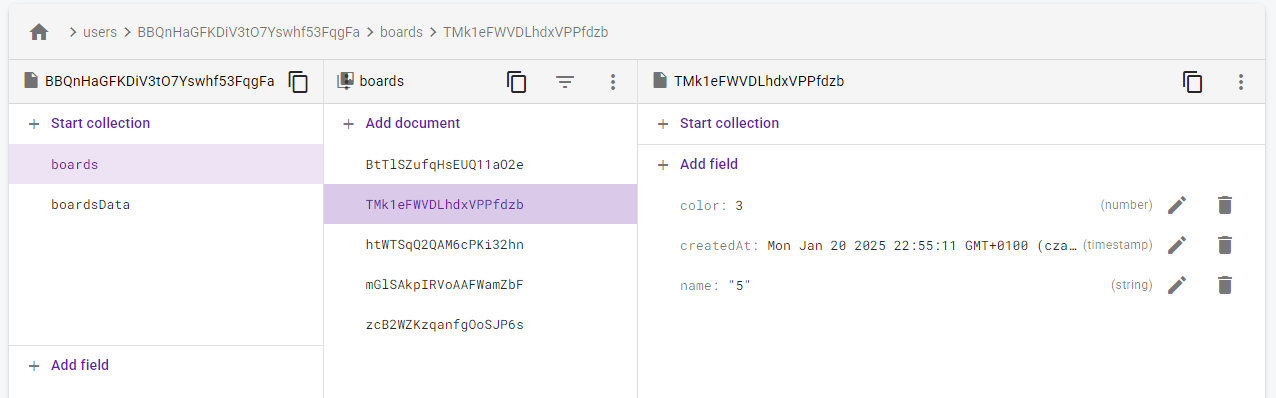 users > BBQnHaGFKDiV3tO7Yswhf53FqgFa > boards > TMk1eFWVDLhdxVPPfdzb
BBQnHaGFKDiV3tO7Yswhf53FqgFa
+ Start collection
boards
boardsData
+ Add field
boards
+ Add document
BtTlSZufqHsEUQ11aO2e
TMk1eFWVDLhdxVPPfdzb
htWTSqQ2QAM6cPKi32hn
mGlSAkpIRVoAAFWamZbF
zcB2WZKzqanfgOoSJP6s
TMk1eFWVDLhdxVPPfdzb
+ Start collection
+ Add field
color: 3 (number)
createdAt: Mon Jan 20 2025 22:55:11 GMT+0100 (cza… (timestamp)
name: "5" (string)